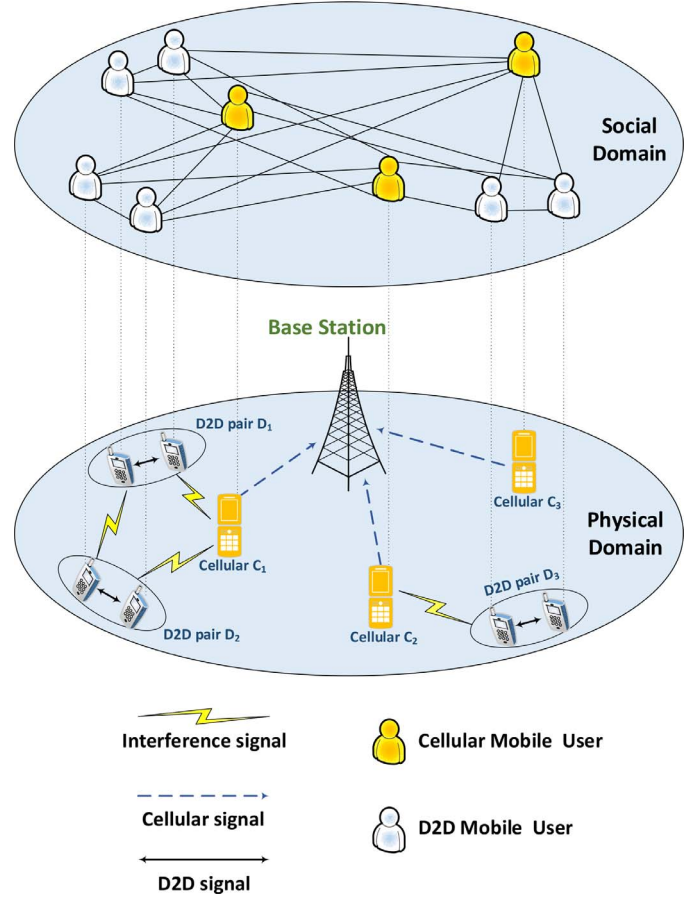 Social
Domain
Base Station
D2D pair D1
Cellular C3
Physical
Domain
Cellular C1
D2D pair D3
D2D pair D2
Cellular C2
Interference signal
Cellular Mobile User
Cellular signal
D2D Mobile User
D2D signal